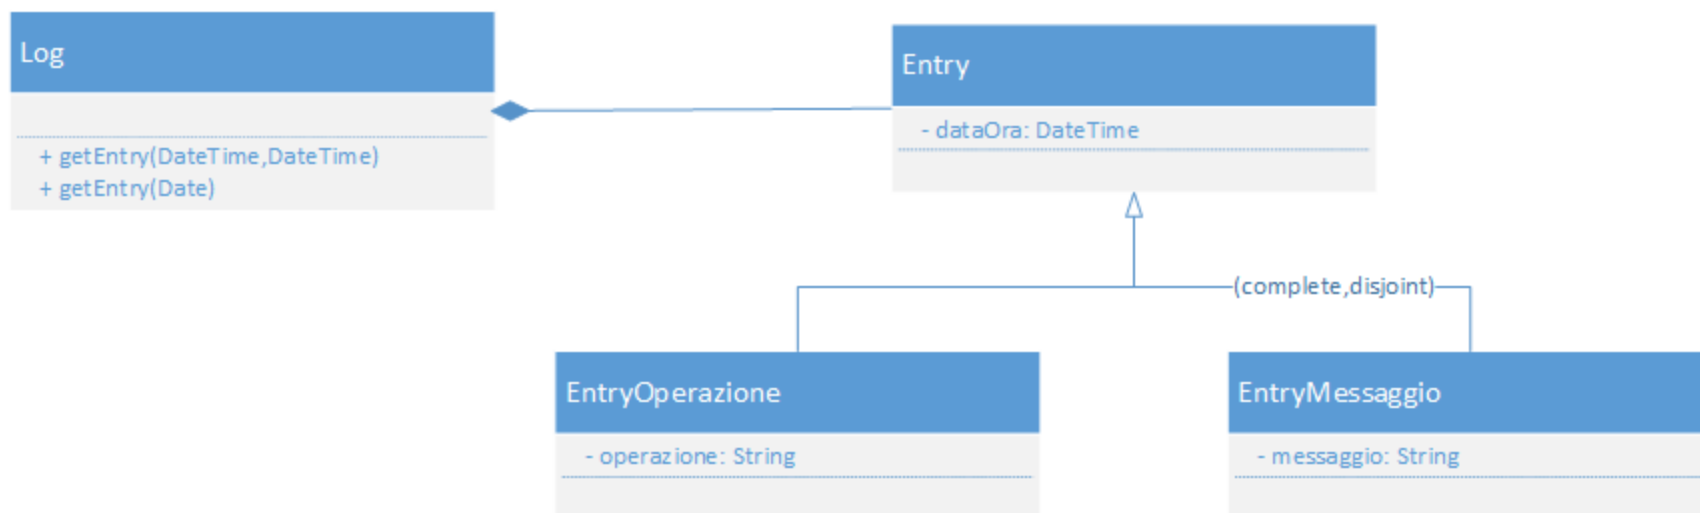 Log
+ getEntry(DateTime,DateTime)
+ getEntry(Date)
Entry
- dataOra: DateTime
(complete,disjoint)
EntryOperazione
- operazione: String
EntryMessaggio
- messaggio: String